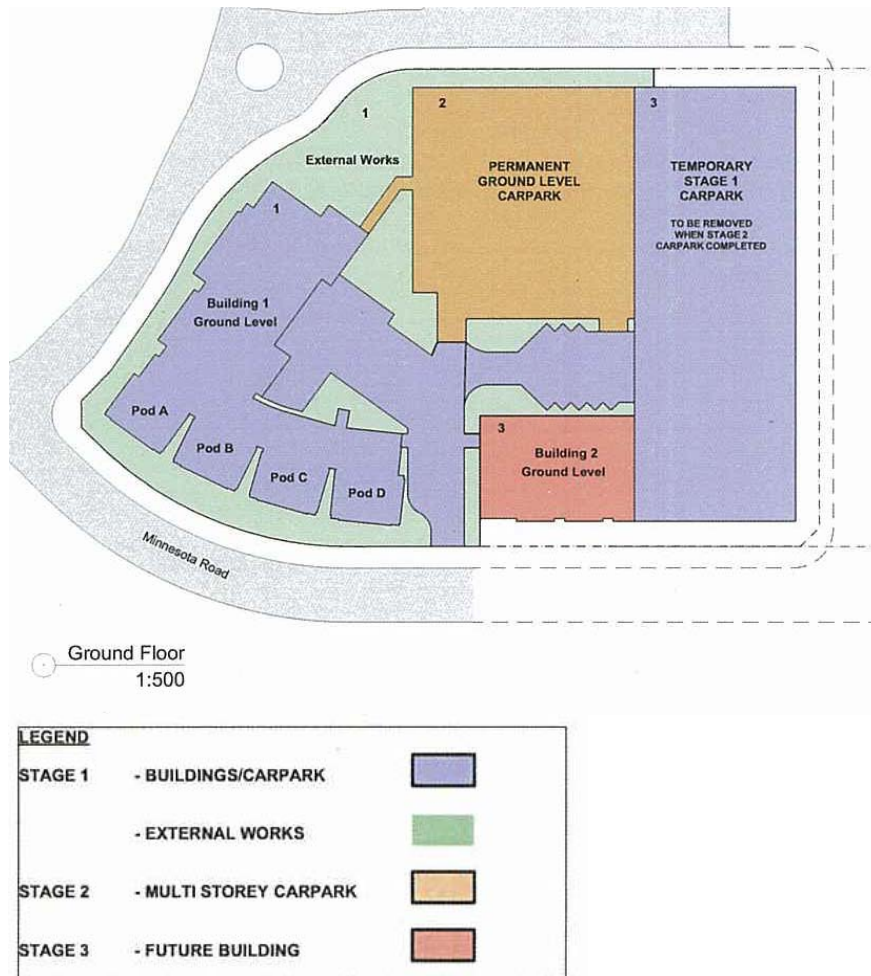 1
External Works
2
PERMANENT
GROUND LEVEL
CARPARK
3
TEMPORARY
STAGE 1
CARPARK
TO BE REMOVED
WHEN STAGE 2
CARPARK COMPLETED
1
Building 1
Ground Level
Pod A
Pod B
Pod C
Pod D
3
Building 2
Ground Level
Minnesota Road
Ground Floor
1:500
LEGEND
STAGE 1 - BUILDINGS/CARPARK
- EXTERNAL WORKS
STAGE 2 - MULTI STOREY CARPARK
STAGE 3 - FUTURE BUILDING